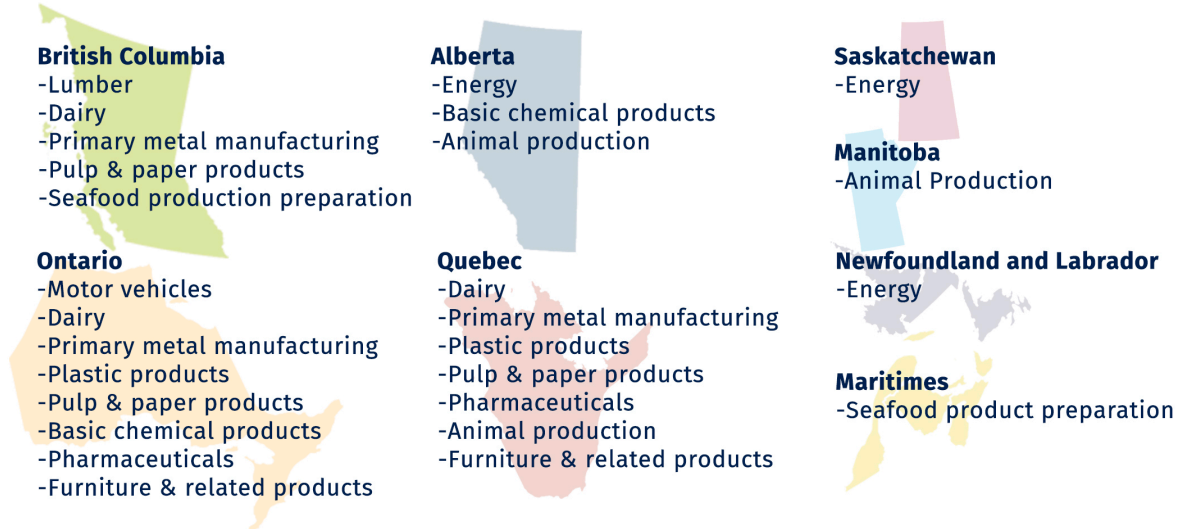 British Columbia
-Lumber
-Dairy
-Primary metal manufacturing
-Pulp & paper products
-Seafood production preparation
Alberta
-Energy
-Basic chemical products
-Animal production
Saskatchewan
-Energy
Manitoba
-Animal Production
Ontario
-Motor vehicles
-Dairy
-Primary metal manufacturing
-Plastic products
-Pulp & paper products
-Basic chemical products
-Pharmaceuticals
-Furniture & related products
Quebec
-Dairy
-Primary metal manufacturing
-Plastic products
-Pulp & paper products
-Pharmaceuticals
-Animal production
-Furniture & related products
Newfoundland and Labrador
-Energy
Maritimes
-Seafood product preparation